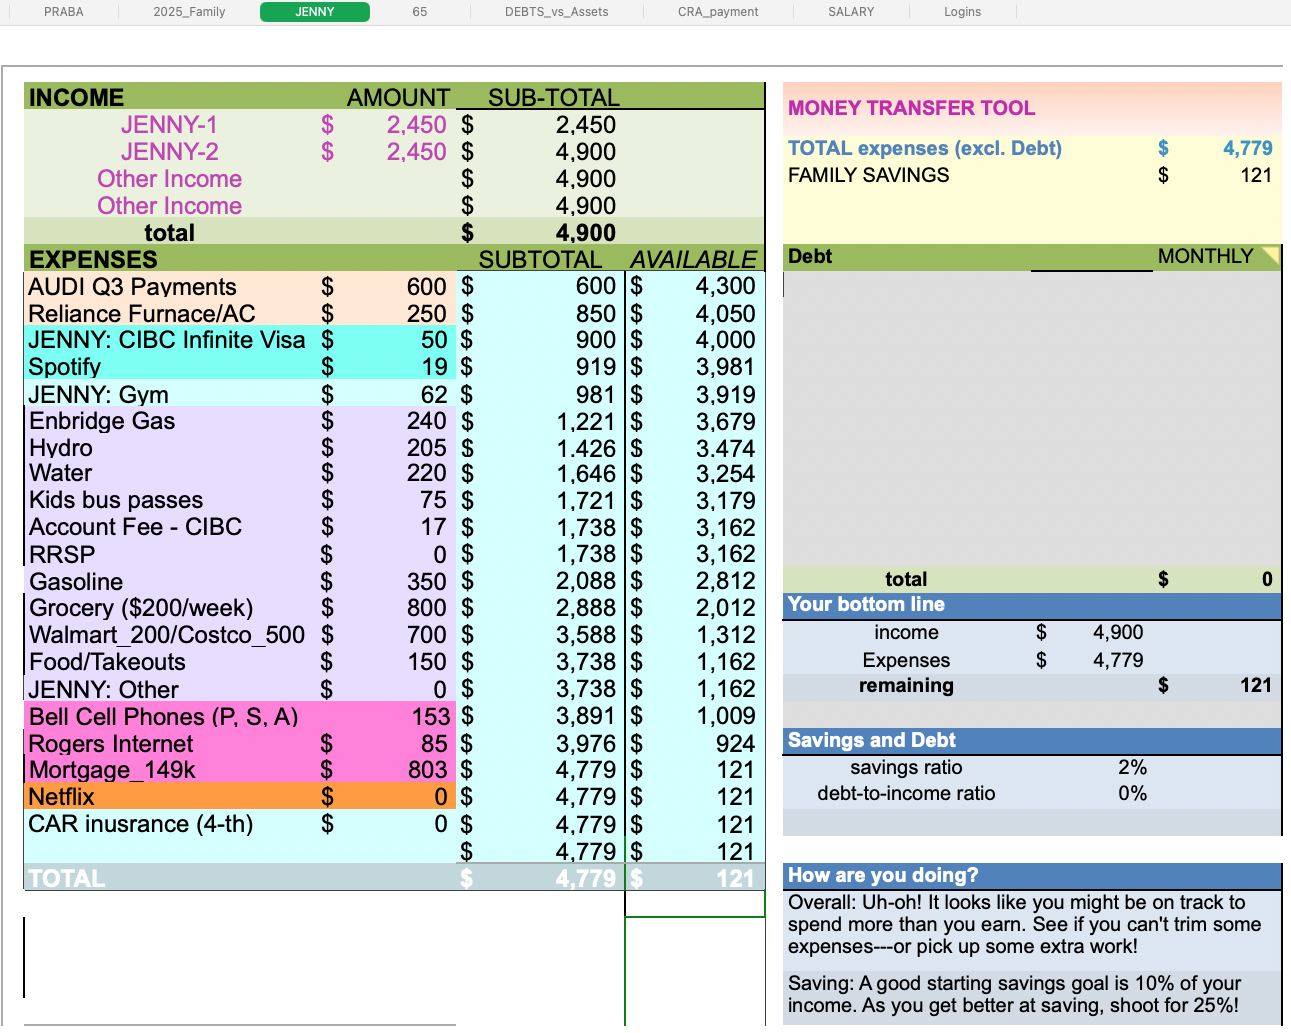 PRABA 2025_Family JENNY 65 DEBTS_vs_Assets CRA_payment SALARY Logins
INCOME AMOUNT SUB-TOTAL
JENNY-1 $ 2,450 $ 2,450
JENNY-2 $ 2,450 $ 4,900
Other Income $ 4,900
Other Income $ 4,900
total $ 4,900
EXPENSES SUBTOTAL AVAILABLE
AUDI Q3 Payments $ 600 $ 600 $ 4,300
Reliance Furnace/AC $ 250 $ 850 $ 4,050
JENNY: CIBC Infinite Visa $ 50 $ 900 $ 4,000
Spotify $ 19 $ 919 $ 3,981
JENNY: Gym $ 62 $ 981 $ 3,919
Enbridge Gas $ 240 $ 1,221 $ 3,679
Hydro $ 205 $ 1.426 $ 3.474
Water $ 220 $ 1,646 $ 3,254
Kids bus passes $ 75 $ 1,721 $ 3,179
Account Fee - CIBC $ 17 $ 1,738 $ 3,162
RRSP $ 0 $ 1,738 $ 3,162
Gasoline $ 350 $ 2,088 $ 2,812
Grocery ($200/week) $ 800 $ 2,888 $ 2,012
Walmart_200/Costco_500 $ 700 $ 3,588 $ 1,312
Food/Takeouts $ 150 $ 3,738 $ 1,162
JENNY: Other $ 0 $ 3,738 $ 1,162
Bell Cell Phones (P, S, A) 153 $ 3,891 $ 1,009
Rogers Internet $ 85 $ 3,976 $ 924
Mortgage_149k $ 803 $ 4,779 $ 121
Netflix $ 0 $ 4,779 $ 121
CAR inusrance (4-th) $ 0 $ 4,779 $ 121
$ 4,779 $ 121
TOTAL $ 4,779 $ 121
MONEY TRANSFER TOOL
TOTAL expenses (excl. Debt) $ 4,779
FAMILY SAVINGS $ 121
Debt MONTHLY
total $ 0
Your bottom line
income $ 4,900
Expenses $ 4,779
remaining $ 121
Savings and Debt
savings ratio 2%
debt-to-income ratio 0%
How are you doing?
Overall: Uh-oh! It looks like you might be on track to
spend more than you earn. See if you can't trim some
expenses---or pick up some extra work!
Saving: A good starting savings goal is 10% of your
income. As you get better at saving, shoot for 25%!